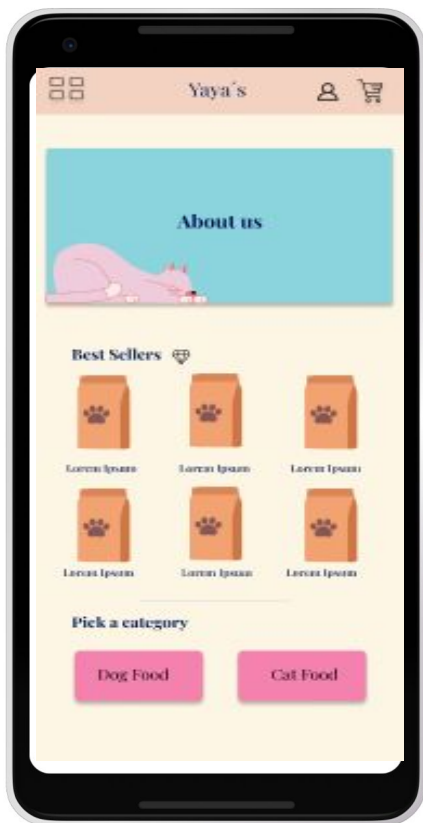 Yaya´s
About us
Best Sellers
Lorem Ipsum Lorem Ipsum Lorem Ipsum
Lorem Ipsum Lorem Ipsum Lorem Ipsum
Pick a category
Dog Food Cat Food